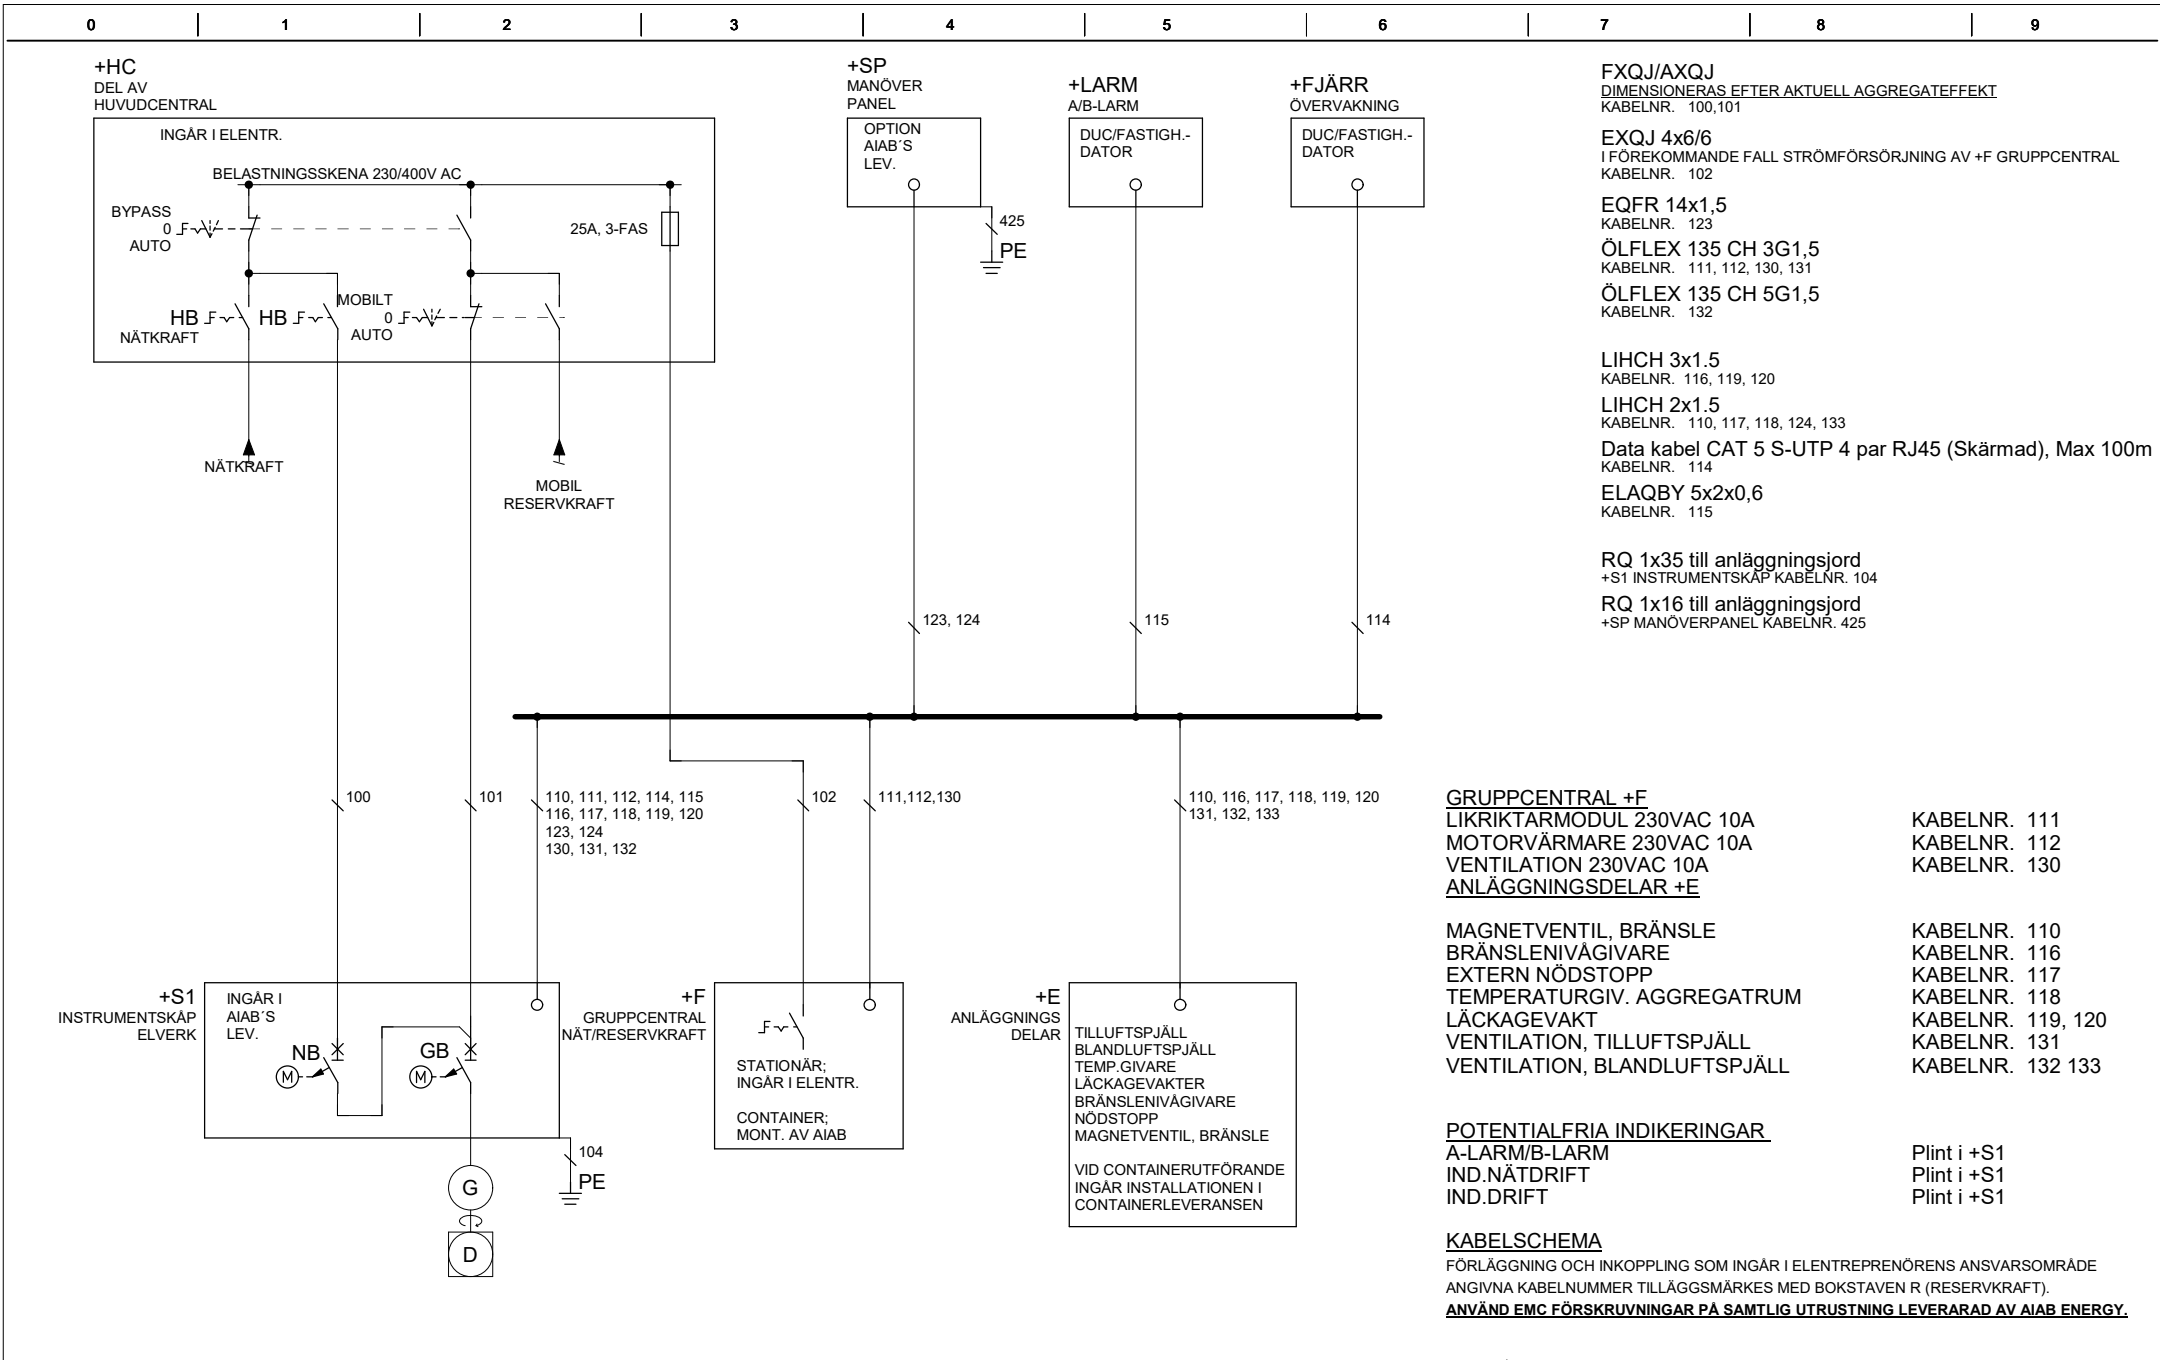 0 1 2 3 4 5 6 7 8 9
+HC
DEL AV
HUVUDCENTRAL
INGÅR I ELENTR.
BELASTNINGSSKENA 230/400V AC
BYPASS
0
AUTO
25A, 3-FAS
HB
NÄTKRAFT
HB
MOBILT
0
AUTO
NÄTKRAFT
MOBIL
RESERVKRAFT
+SP
MANÖVER
PANEL
OPTION
AIAB´S
LEV.
425
PE
+LARM
A/B-LARM
DUC/FASTIGH.-
DATOR
+FJÄRR
ÖVERVAKNING
DUC/FASTIGH.-
DATOR
123, 124
115
114
FXQJ/AXQJ
DIMENSIONERAS EFTER AKTUELL AGGREGATEFFEKT
KABELNR. 100,101
EXQJ 4x6/6
I FÖREKOMMANDE FALL STRÖMFÖRSÖRJNING AV +F GRUPPCENTRAL
KABELNR. 102
EQFR 14x1,5
KABELNR. 123
ÖLFLEX 135 CH 3G1,5
KABELNR. 111, 112, 130, 131
ÖLFLEX 135 CH 5G1,5
KABELNR. 132
LIHCH 3x1.5
KABELNR. 116, 119, 120
LIHCH 2x1.5
KABELNR. 110, 117, 118, 124, 133
Data kabel CAT 5 S-UTP 4 par RJ45 (Skärmad), Max 100m
KABELNR. 114
ELAQBY 5x2x0,6
KABELNR. 115
RQ 1x35 till anläggningsjord
+S1 INSTRUMENTSKÅP KABELNR. 104
RQ 1x16 till anläggningsjord
+SP MANÖVERPANEL KABELNR. 425
100
101
110, 111, 112, 114, 115
116, 117, 118, 119, 120
123, 124
130, 131, 132
102
111,112,130
110, 116, 117, 118, 119, 120
131, 132, 133
+S1
INSTRUMENTSKÅP
ELVERK
INGÅR I
AIAB´S
LEV.
NB
M
GB
M
104
PE
G
D
+F
GRUPPCENTRAL
NÄT/RESERVKRAFT
STATIONÄR;
INGÅR I ELENTR.
CONTAINER;
MONT. AV AIAB
+E
ANLÄGGNINGS
DELAR
TILLUFTSPJÄLL
BLANDLUFTSPJÄLL
TEMP.GIVARE
LÄCKAGEVAKTER
BRÄNSLENIVÅGIVARE
NÖDSTOPP
MAGNETVENTIL, BRÄNSLE
VID CONTAINERUTFÖRANDE
INGÅR INSTALLATIONEN I
CONTAINERLEVERANSEN
GRUPPCENTRAL +F
LIKRIKTARMODUL 230VAC 10A KABELNR. 111
MOTORVÄRMARE 230VAC 10A KABELNR. 112
VENTILATION 230VAC 10A KABELNR. 130
ANLÄGGNINGSDELAR +E
MAGNETVENTIL, BRÄNSLE KABELNR. 110
BRÄNSLENIVÅGIVARE KABELNR. 116
EXTERN NÖDSTOPP KABELNR. 117
TEMPERATURGIV. AGGREGATRUM KABELNR. 118
LÄCKAGEVAKT KABELNR. 119, 120
VENTILATION, TILLUFTSPJÄLL KABELNR. 131
VENTILATION, BLANDLUFTSPJÄLL KABELNR. 132 133
POTENTIALFRIA INDIKERINGAR
A-LARM/B-LARM Plint i +S1
IND.NÄTDRIFT Plint i +S1
IND.DRIFT Plint i +S1
KABELSCHEMA
FÖRLÄGGNING OCH INKOPPLING SOM INGÅR I ELENTREPRENÖRENS ANSVARSOMRÅDE
ANGIVNA KABELNUMMER TILLÄGGSMÄRKES MED BOKSTAVEN R (RESERVKRAFT).
ANVÄND EMC FÖRSKRUVNINGAR PÅ SAMTLIG UTRUSTNING LEVERARAD AV AIAB ENERGY.